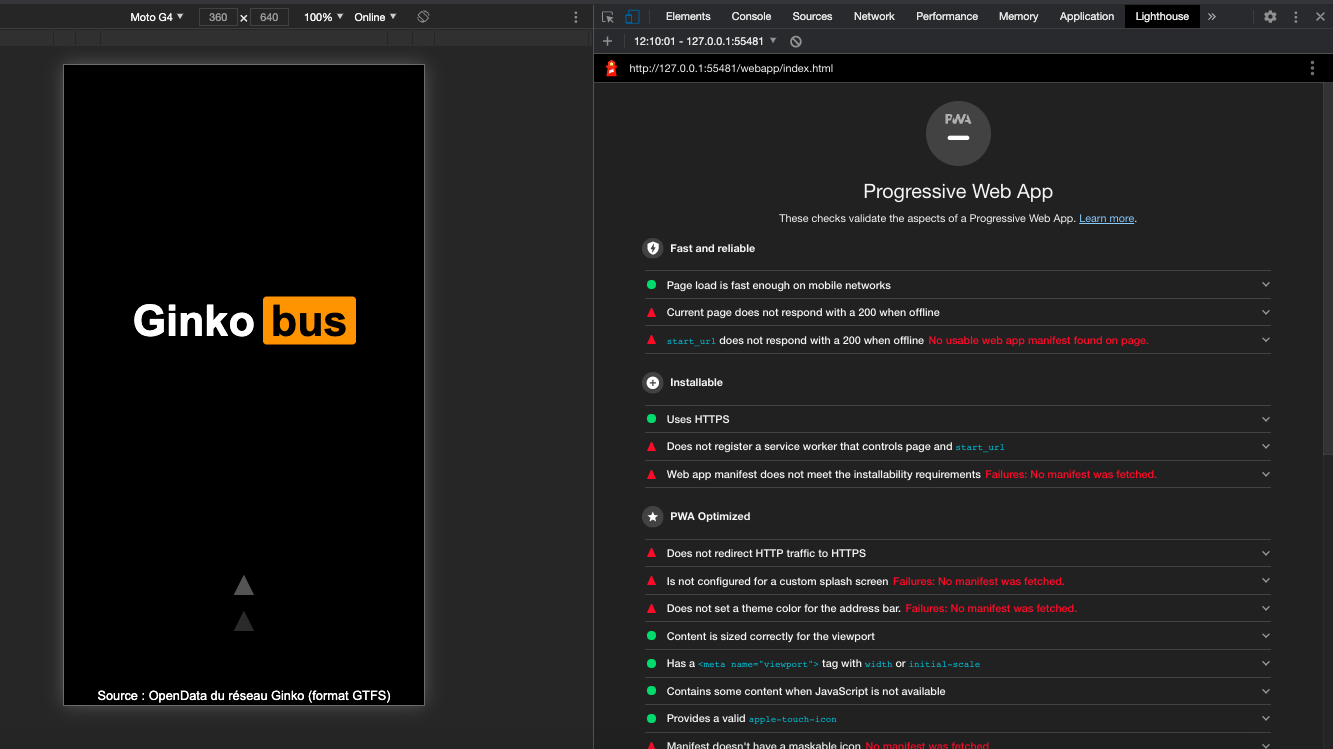 Moto G4 ▼ 360 × 640 100% ▼ Online ▼
Elements Console Sources Network Performance Memory Application Lighthouse »
12:10:01 - 127.0.0.1:55481 ▼
http://127.0.0.1:55481/webapp/index.html
PWA
Progressive Web App
These checks validate the aspects of a Progressive Web App. Learn more.
Fast and reliable
Page load is fast enough on mobile networks
Current page does not respond with a 200 when offline
start_url does not respond with a 200 when offline No usable web app manifest found on page.
Installable
Uses HTTPS
Does not register a service worker that controls page and start_url
Web app manifest does not meet the installability requirements Failures: No manifest was fetched.
PWA Optimized
Does not redirect HTTP traffic to HTTPS
Is not configured for a custom splash screen Failures: No manifest was fetched.
Does not set a theme color for the address bar. Failures: No manifest was fetched.
Content is sized correctly for the viewport
Has a <meta name="viewport"> tag with width or initial-scale
Contains some content when JavaScript is not available
Provides a valid apple-touch-icon
Manifest doesn't have a maskable icon No manifest was fetched.
Ginko bus
Source : OpenData du réseau Ginko (format GTFS)